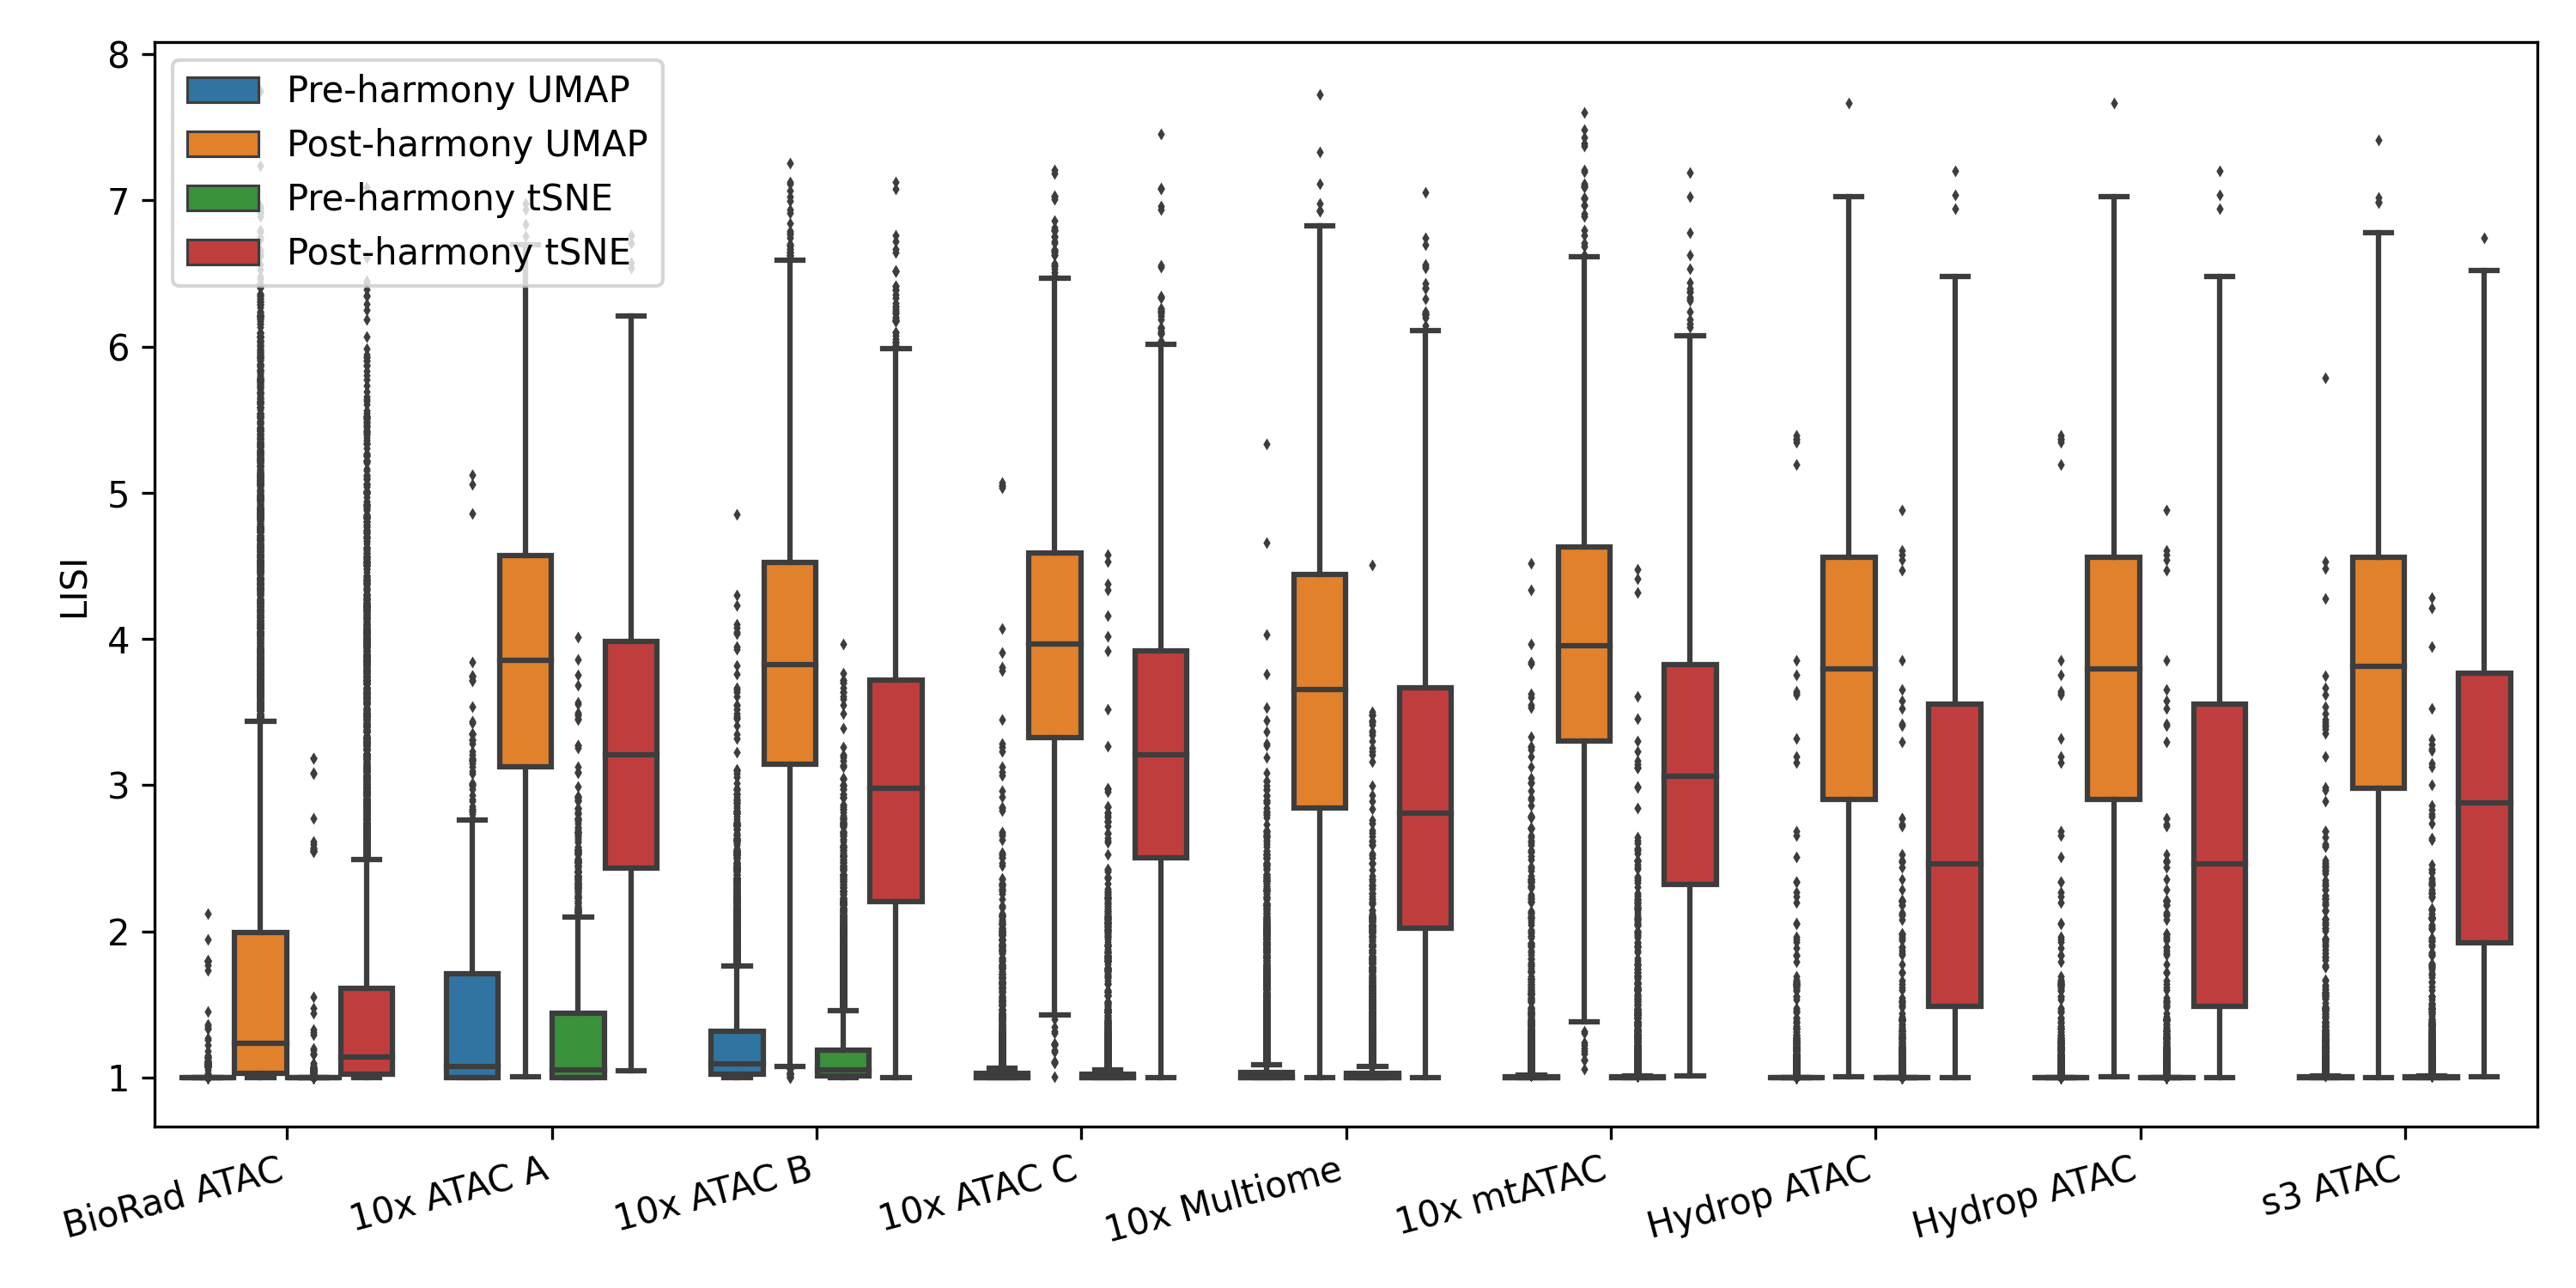 8
7
6
5
4
3
2
1
LISI
Pre-harmony UMAP
Post-harmony UMAP
Pre-harmony tSNE
Post-harmony tSNE
BioRad ATAC
10x ATAC A
10x ATAC B
10x ATAC C
10x Multiome
10x mtATAC
Hydrop ATAC
Hydrop ATAC
s3 ATAC